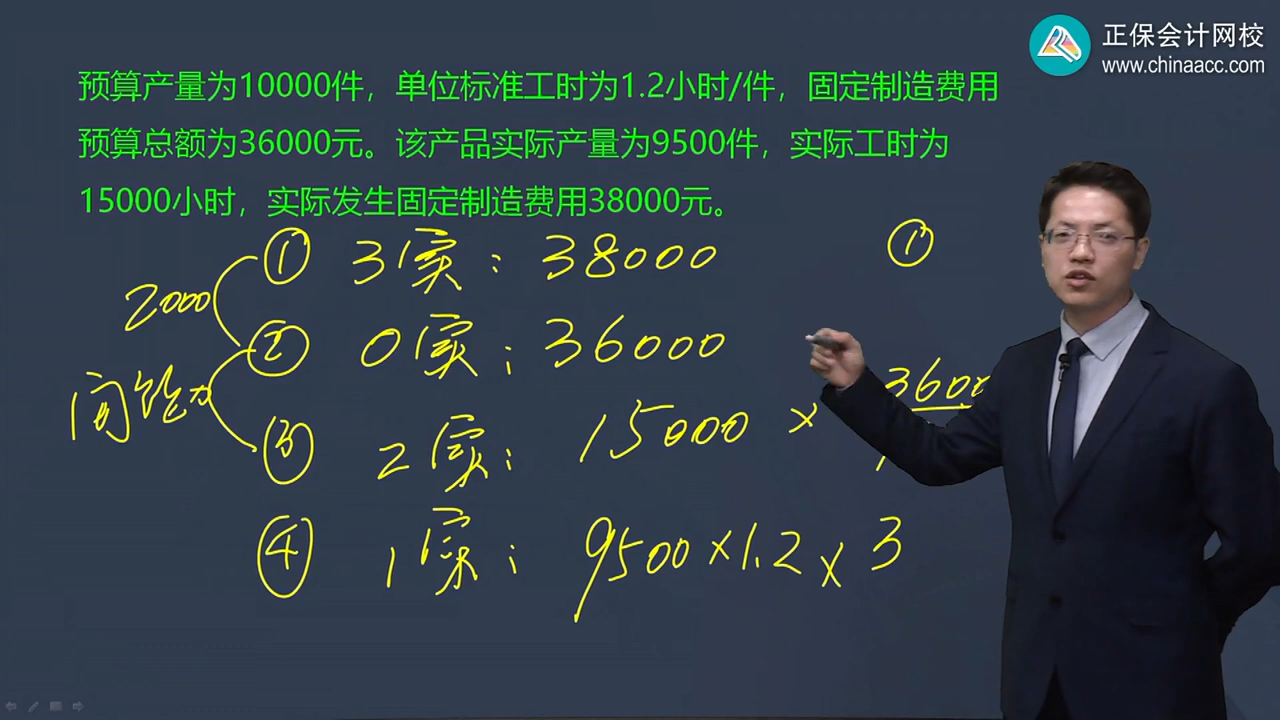 正保会计网校
www.chinaacc.com
预算产量为10000件，单位标准工时为1.2小时/件，固定制造费用
预算总额为36000元。该产品实际产量为9500件，实际工时为
15000小时，实际发生固定制造费用38000元。
① 3实：38000 ①
2000
② 0实：36000
3600
③ 2实：15000 ×
④ 1实：9500×1.2×3